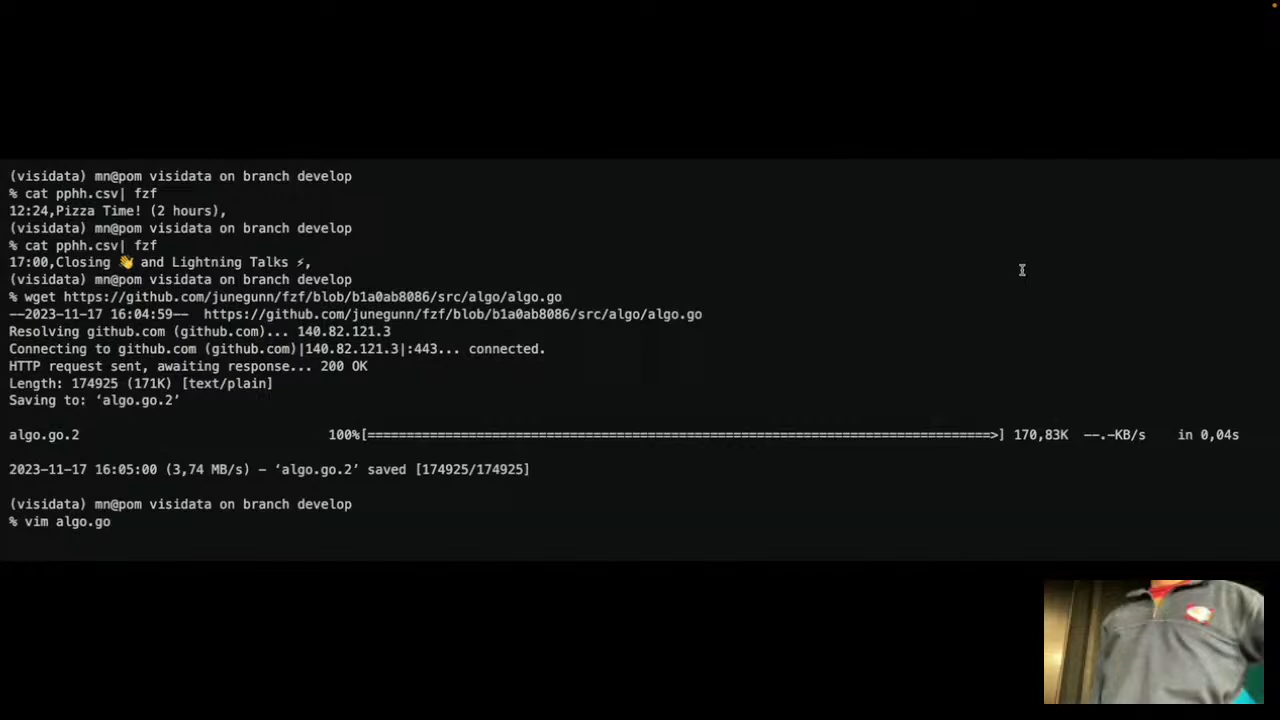 (visidata) mn@pom visidata on branch develop
% cat pphh.csv| fzf
12:24,Pizza Time! (2 hours),
(visidata) mn@pom visidata on branch develop
% cat pphh.csv| fzf
17:00,Closing 👋 and Lightning Talks ⚡,
(visidata) mn@pom visidata on branch develop
% wget https://github.com/junegunn/fzf/blob/b1a0ab8086/src/algo/algo.go
--2023-11-17 16:04:59--  https://github.com/junegunn/fzf/blob/b1a0ab8086/src/algo/algo.go
Resolving github.com (github.com)... 140.82.121.3
Connecting to github.com (github.com)|140.82.121.3|:443... connected.
HTTP request sent, awaiting response... 200 OK
Length: 174925 (171K) [text/plain]
Saving to: ‘algo.go.2’
algo.go.2 100%[================================================================================>] 170,83K --.-KB/s in 0,04s
2023-11-17 16:05:00 (3,74 MB/s) - ‘algo.go.2’ saved [174925/174925]
(visidata) mn@pom visidata on branch develop
% vim algo.go